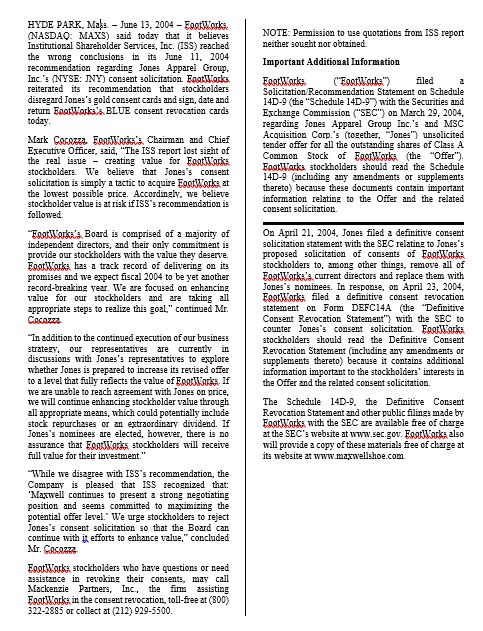 HYDE PARK, Mass. – June 13, 2004 – FootWorks,
(NASDAQ: MAXS) said today that it believes
Institutional Shareholder Services, Inc. (ISS) reached
the wrong conclusions in its June 11, 2004
recommendation regarding Jones Apparel Group,
Inc.'s (NYSE: JNY) consent solicitation. FootWorks
reiterated its recommendation that stockholders
disregard Jones's gold consent cards and sign, date and
return FootWorks's BLUE consent revocation cards
today.
Mark Cocozza, FootWorks's Chairman and Chief
Executive Officer, said, "The ISS report lost sight of
the real issue – creating value for FootWorks
stockholders. We believe that Jones's consent
solicitation is simply a tactic to acquire FootWorks at
the lowest possible price. Accordingly, we believe
stockholder value is at risk if ISS's recommendation is
followed.
"FootWorks's Board is comprised of a majority of
independent directors, and their only commitment is
provide our stockholders with the value they deserve.
FootWorks has a track record of delivering on its
promises and we expect fiscal 2004 to be yet another
record-breaking year. We are focused on enhancing
value for our stockholders and are taking all
appropriate steps to realize this goal," continued Mr.
Cocozza.
"In addition to the continued execution of our business
strategy, our representatives are currently in
discussions with Jones's representatives to explore
whether Jones is prepared to increase its revised offer
to a level that fully reflects the value of FootWorks. If
we are unable to reach agreement with Jones on price,
we will continue enhancing stockholder value through
all appropriate means, which could potentially include
stock repurchases or an extraordinary dividend. If
Jones's nominees are elected, however, there is no
assurance that FootWorks stockholders will receive
full value for their investment."
"While we disagree with ISS's recommendation, the
Company is pleased that ISS recognized that:
'Maxwell continues to present a strong negotiating
position and seems committed to maximizing the
potential offer level.' We urge stockholders to reject
Jones's consent solicitation so that the Board can
continue with it efforts to enhance value," concluded
Mr. Cocozza.
FootWorks stockholders who have questions or need
assistance in revoking their consents, may call
Mackenzie Partners, Inc., the firm assisting
FootWorks in the consent revocation, toll-free at (800)
322-2885 or collect at (212) 929-5500.
NOTE: Permission to use quotations from ISS report
neither sought nor obtained.
Important Additional Information
FootWorks ("FootWorks") filed a
Solicitation/Recommendation Statement on Schedule
14D-9 (the "Schedule 14D-9") with the Securities and
Exchange Commission ("SEC") on March 29, 2004,
regarding Jones Apparel Group Inc.'s and MSC
Acquisition Corp.'s (together, "Jones") unsolicited
tender offer for all the outstanding shares of Class A
Common Stock of FootWorks (the "Offer").
FootWorks stockholders should read the Schedule
14D-9 (including any amendments or supplements
thereto) because these documents contain important
information relating to the Offer and the related
consent solicitation.
On April 21, 2004, Jones filed a definitive consent
solicitation statement with the SEC relating to Jones's
proposed solicitation of consents of FootWorks
stockholders to, among other things, remove all of
FootWorks's current directors and replace them with
Jones's nominees. In response, on April 23, 2004,
FootWorks filed a definitive consent revocation
statement on Form DEFC14A (the "Definitive
Consent Revocation Statement") with the SEC to
counter Jones's consent solicitation. FootWorks
stockholders should read the Definitive Consent
Revocation Statement (including any amendments or
supplements thereto) because it contains additional
information important to the stockholders' interests in
the Offer and the related consent solicitation.
The Schedule 14D-9, the Definitive Consent
Revocation Statement and other public filings made by
FootWorks with the SEC are available free of charge
at the SEC's website at www.sec.gov. FootWorks also
will provide a copy of these materials free of charge at
its website at www.maxwellshoe.com.